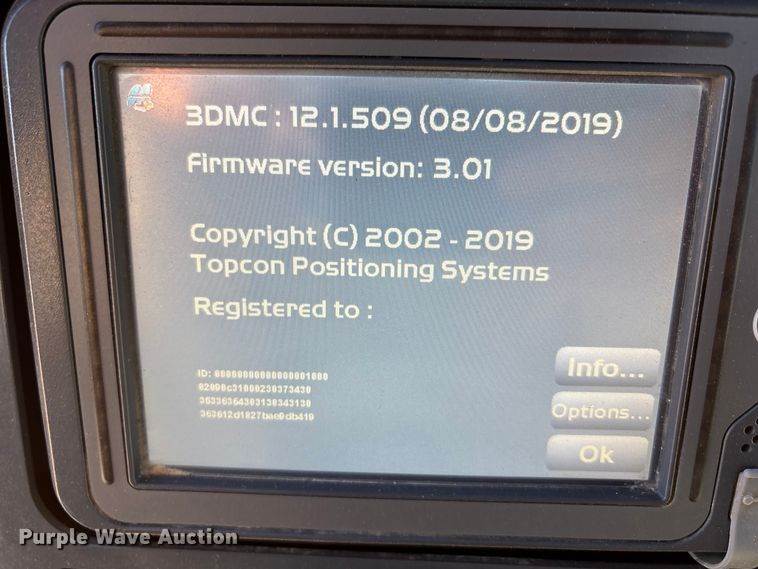 3DMC : 12.1.509 (08/08/2019)
Firmware version: 3.01
Copyright (C) 2002 - 2019
Topcon Positioning Systems
Registered to :
Info...
Options...
Ok
Purple Wave Auction